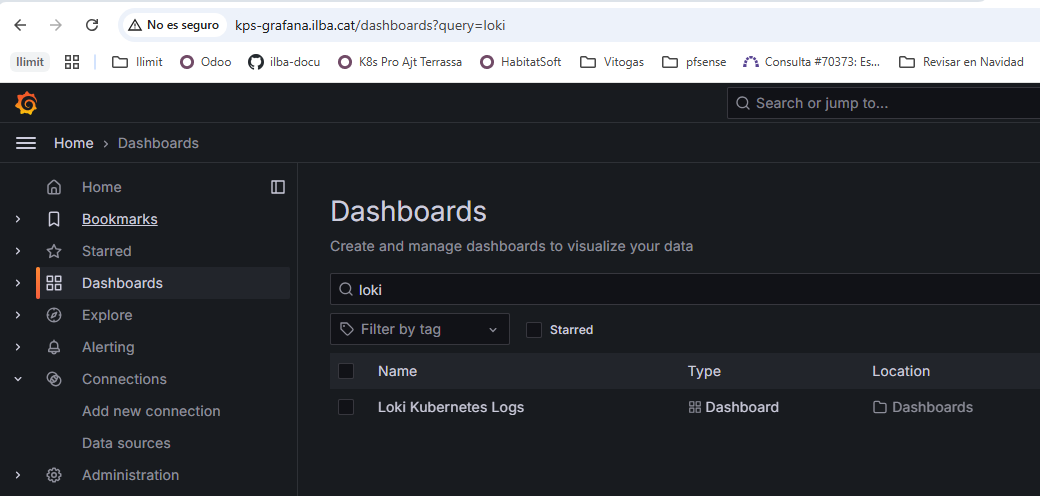 No es seguro kps-grafana.ilba.cat/dashboards?query=loki
Ilimit Ilimit Odoo ilba-docu K8s Pro Ajt Terrassa HabitatSoft Vitogas pfsense Consulta #70373: Es... Revisar en Navidad
Search or jump to...
Home › Dashboards
Home
Bookmarks
Starred
Dashboards
Explore
Alerting
Connections
Add new connection
Data sources
Administration
Dashboards
Create and manage dashboards to visualize your data
loki
Filter by tag Starred
Name Type Location
Loki Kubernetes Logs Dashboard Dashboards